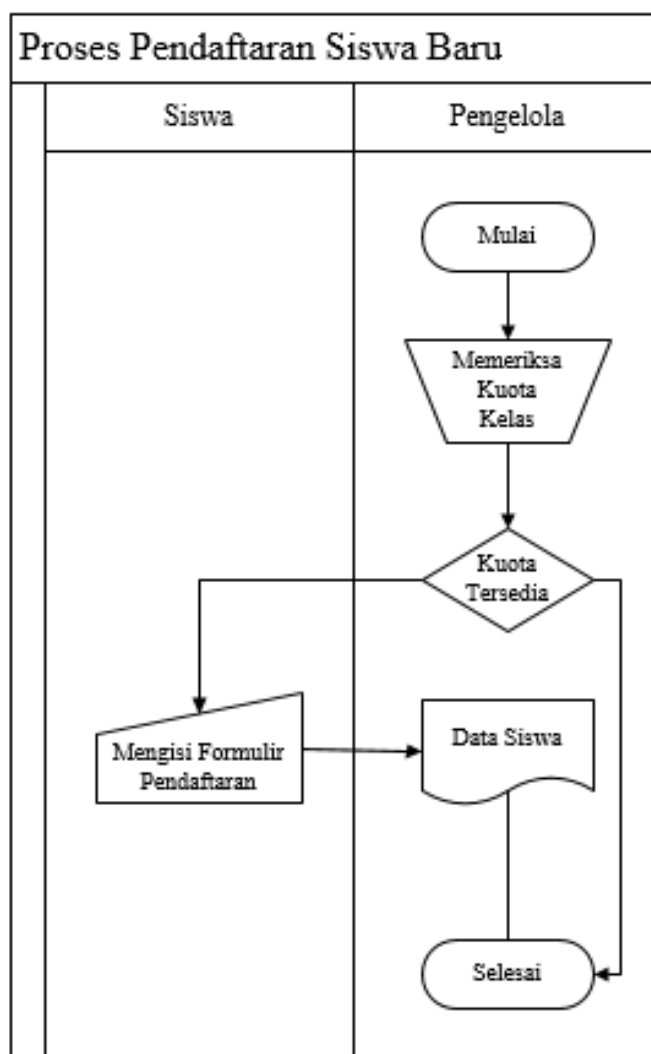 Proses Pendaftaran Siswa Baru
Siswa
Pengelola
Mulai
Memeriksa
Kuota
Kelas
Kuota
Tersedia
Mengisi Formulir
Pendaftaran
Data Siswa
Selesai